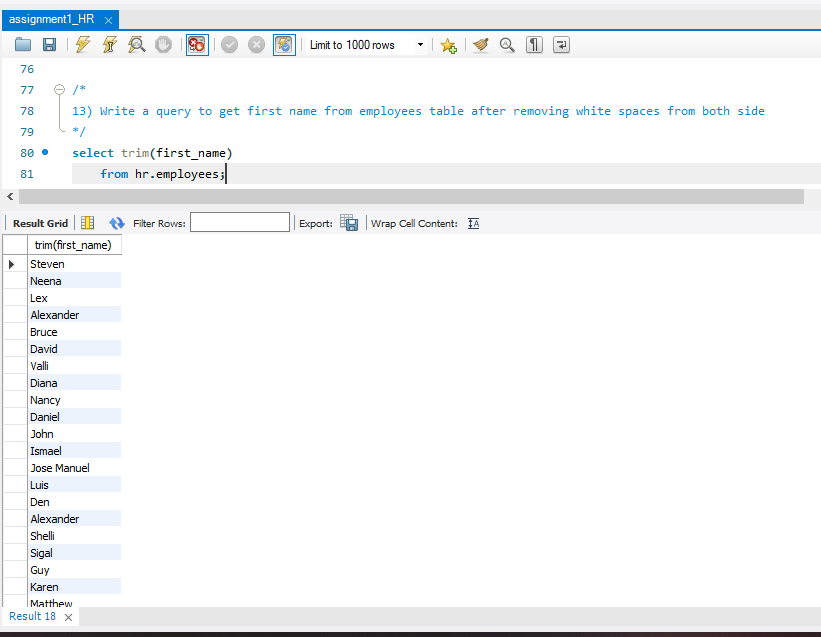 assignment1_HR
Limit to 1000 rows
76
77 /*
78 13) Write a query to get first name from employees table after removing white spaces from both side
79 */
80 select trim(first_name)
81 from hr.employees;
Result Grid Filter Rows: Export: Wrap Cell Content:
trim(first_name)
Steven
Neena
Lex
Alexander
Bruce
David
Valli
Diana
Nancy
Daniel
John
Ismael
Jose Manuel
Luis
Den
Alexander
Shelli
Sigal
Guy
Karen
Matthew
Result 18